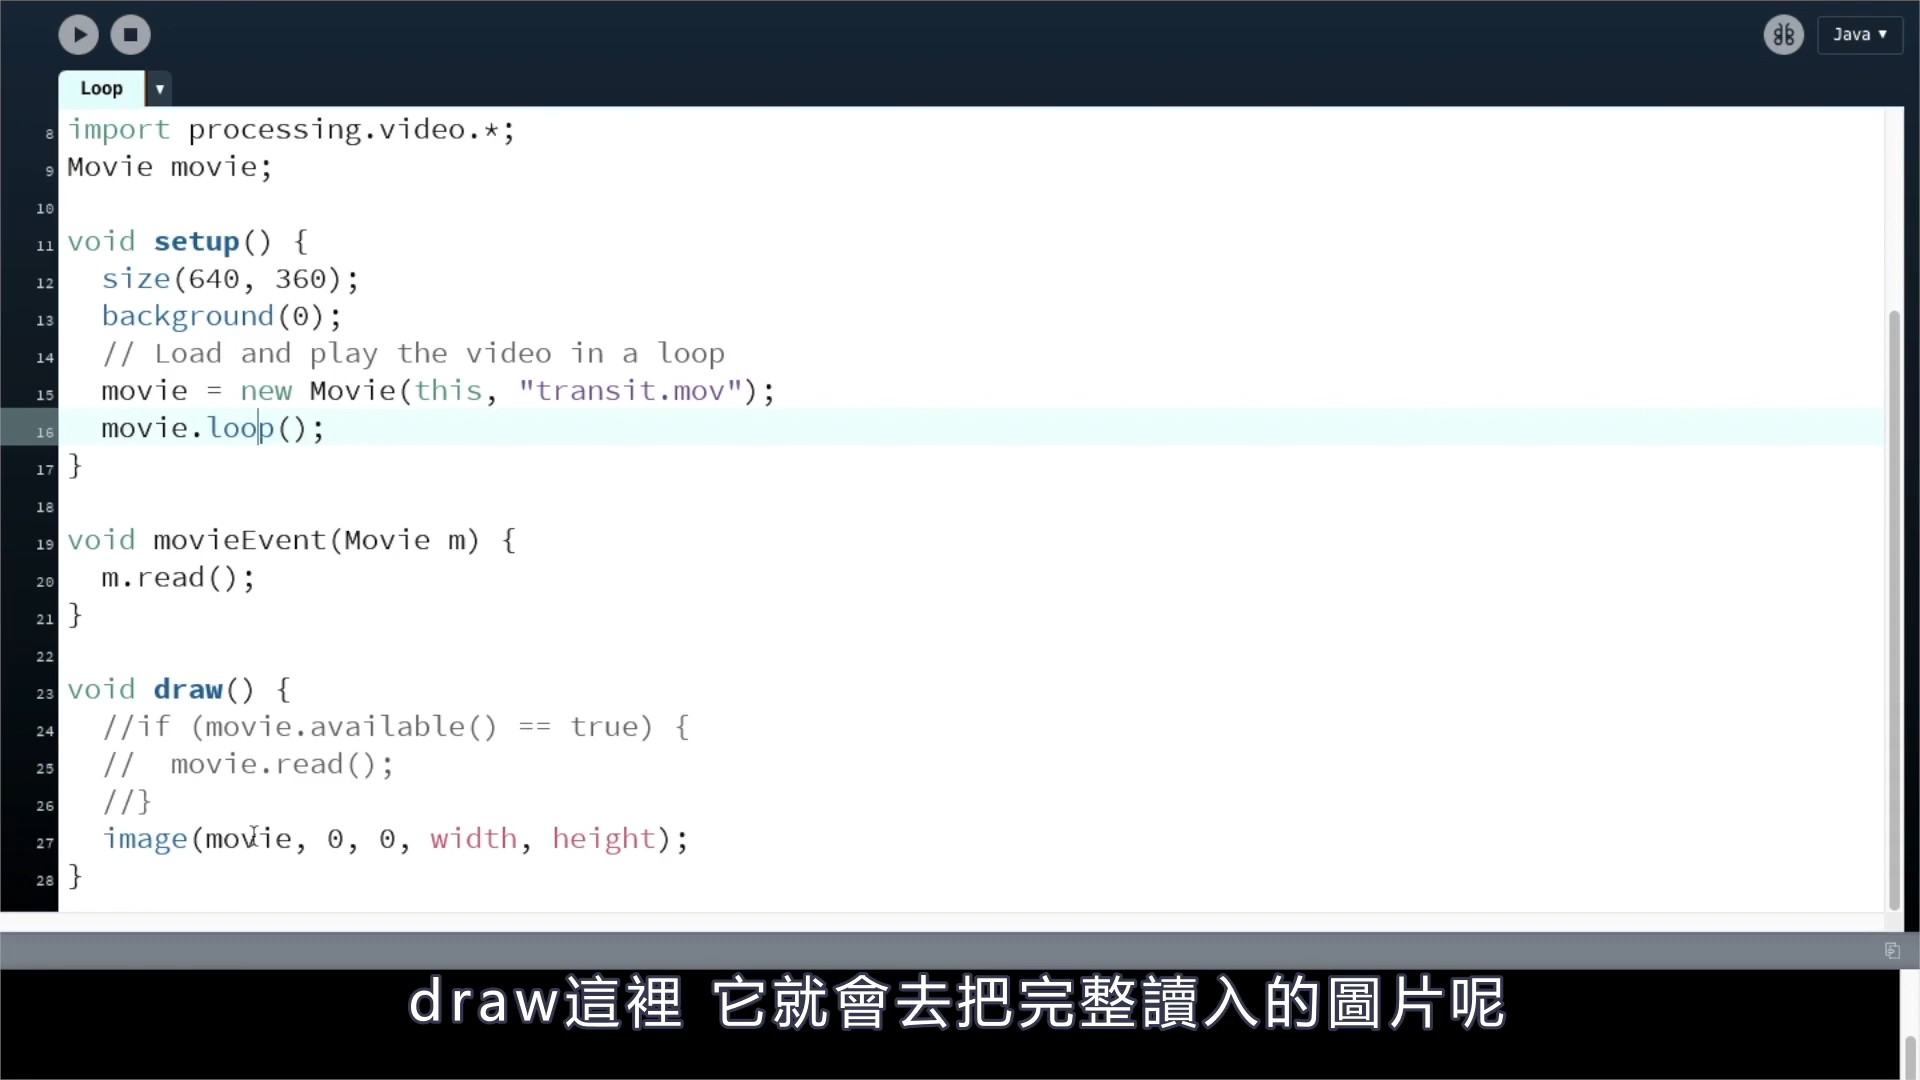 Java ▼
Loop ▼
8 import processing.video.*;
9 Movie movie;
10
11 void setup() {
12   size(640, 360);
13   background(0);
14   // Load and play the video in a loop
15   movie = new Movie(this, "transit.mov");
16   movie.loop();
17 }
18
19 void movieEvent(Movie m) {
20   m.read();
21 }
22
23 void draw() {
24   //if (movie.available() == true) {
25   //  movie.read();
26   //}
27   image(movie, 0, 0, width, height);
28 }
draw這裡 它就會去把完整讀入的圖片呢